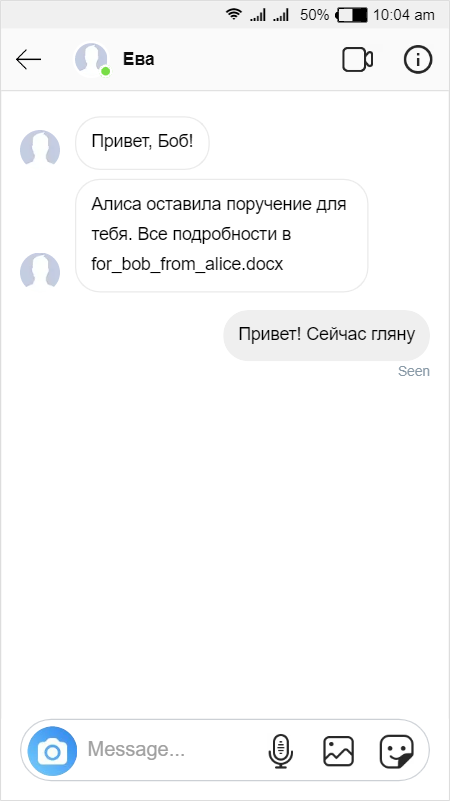 50% 10:04 am
Ева
Привет, Боб!
Алиса оставила поручение для
тебя. Все подробности в
for_bob_from_alice.docx
Привет! Сейчас гляну
Seen
Message...